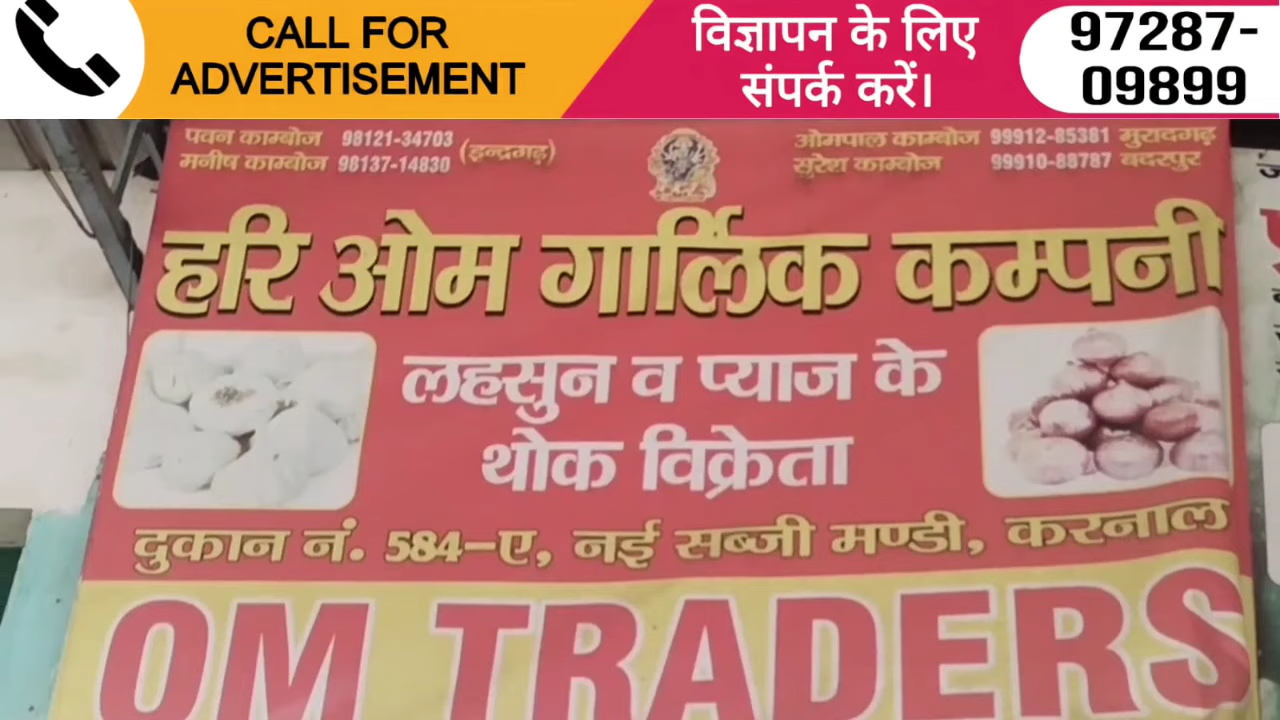 CALL FOR
ADVERTISEMENT
विज्ञापन के लिए
संपर्क करें।
97287-
09899
पवन काम्बोज 98121-34703
मनीष काम्बोज 98137-14830
(इन्द्रगढ़)
ओमपाल काम्बोज 99912-85381 मुरादगढ़
सुरेश काम्बोज 99910-88787 बदरपुर
हरि ओम गार्लिक कम्पनी
लहसुन व प्याज के
थोक विक्रेता
दुकान नं. 584-ए, नई सब्जी मण्डी, करनाल
OM TRADERS